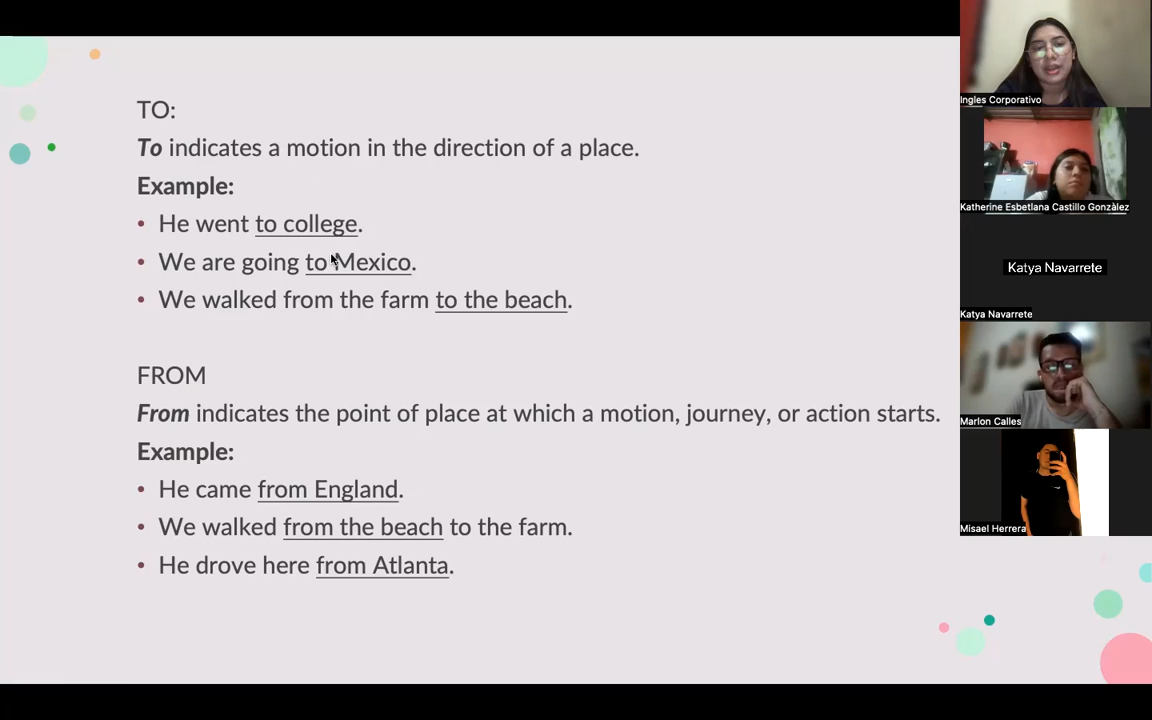 TO:
To indicates a motion in the direction of a place.
Example:
• He went to college.
• We are going to Mexico.
• We walked from the farm to the beach.
FROM
From indicates the point of place at which a motion, journey, or action starts.
Example:
• He came from England.
• We walked from the beach to the farm.
• He drove here from Atlanta.
Ingles Corporativo
Katherine Esbetlana Castillo Gonzàlez
Katya Navarrete
Katya Navarrete
Marlon Calles
Misael Herrera